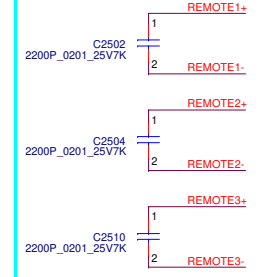 REMOTE1+
1
C2502
2200P_0201_25V7K
2
REMOTE1-
REMOTE2+
1
C2504
2200P_0201_25V7K
2
REMOTE2-
REMOTE3+
1
C2510
2200P_0201_25V7K
2
REMOTE3-